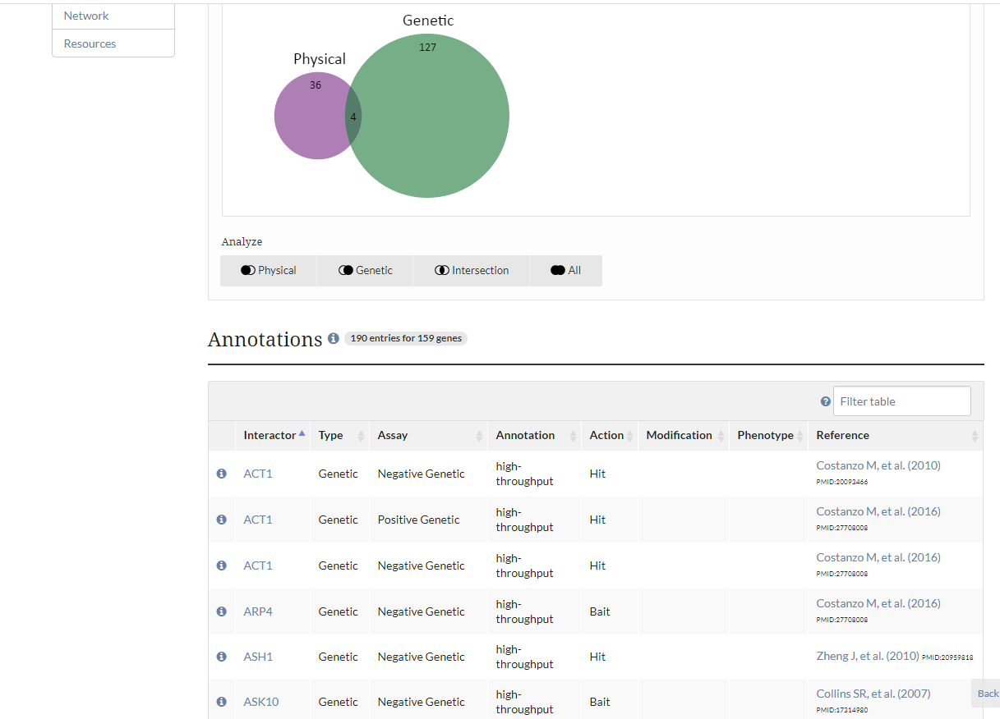 Network
Resources
Genetic
127
Physical
36
4
Analyze
Physical Genetic Intersection All
Annotations 190 entries for 159 genes
Filter table
Interactor Type Assay Annotation Action Modification Phenotype Reference
ACT1 Genetic Negative Genetic high-throughput Hit Costanzo M, et al. (2010)
PMID:20093466
ACT1 Genetic Positive Genetic high-throughput Hit Costanzo M, et al. (2016)
PMID:27708008
ACT1 Genetic Negative Genetic high-throughput Hit Costanzo M, et al. (2016)
PMID:27708008
ARP4 Genetic Negative Genetic high-throughput Bait Costanzo M, et al. (2016)
PMID:27708008
ASH1 Genetic Negative Genetic high-throughput Hit Zheng J, et al. (2010) PMID:20959818
ASK10 Genetic Negative Genetic high-throughput Bait Collins SR, et al. (2007)
PMID:17314980
Back